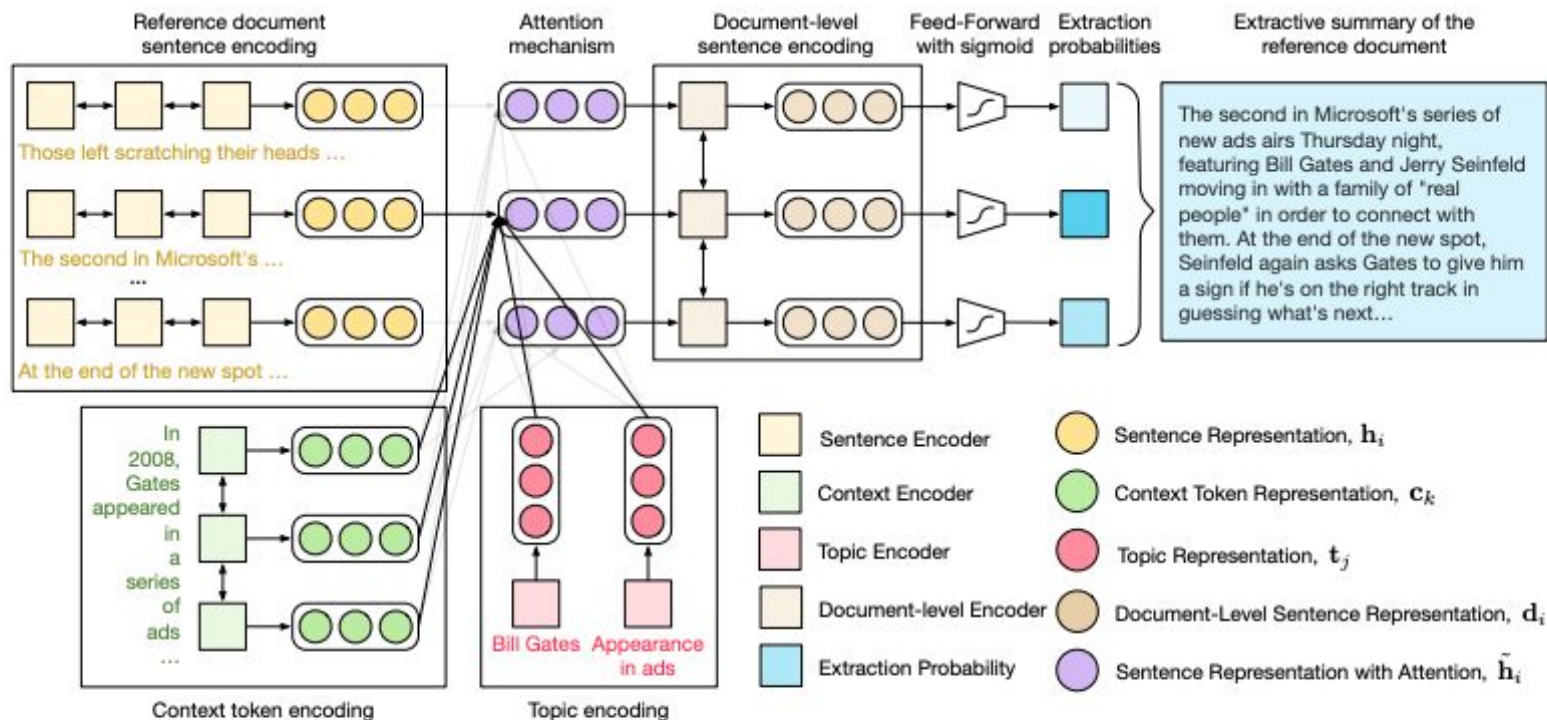 Reference document
sentence encoding
Attention
mechanism
Document-level
sentence encoding
Feed-Forward
with sigmoid
Extraction
probabilities
Extractive summary of the
reference document
Those left scratching their heads ...
The second in Microsoft's ...
...
At the end of the new spot ...
The second in Microsoft's series of
new ads airs Thursday night,
featuring Bill Gates and Jerry Seinfeld
moving in with a family of "real
people" in order to connect with
them. At the end of the new spot,
Seinfeld again asks Gates to give him
a sign if he's on the right track in
guessing what's next...
In
2008,
Gates
appeared
in
a
series
of
ads
...
Context token encoding
Bill Gates
Appearance
in ads
Topic encoding
Sentence Encoder
Context Encoder
Topic Encoder
Document-level Encoder
Extraction Probability
Sentence Representation, h_i
Context Token Representation, c_k
Topic Representation, t_j
Document-Level Sentence Representation, d_i
Sentence Representation with Attention, h̃_i